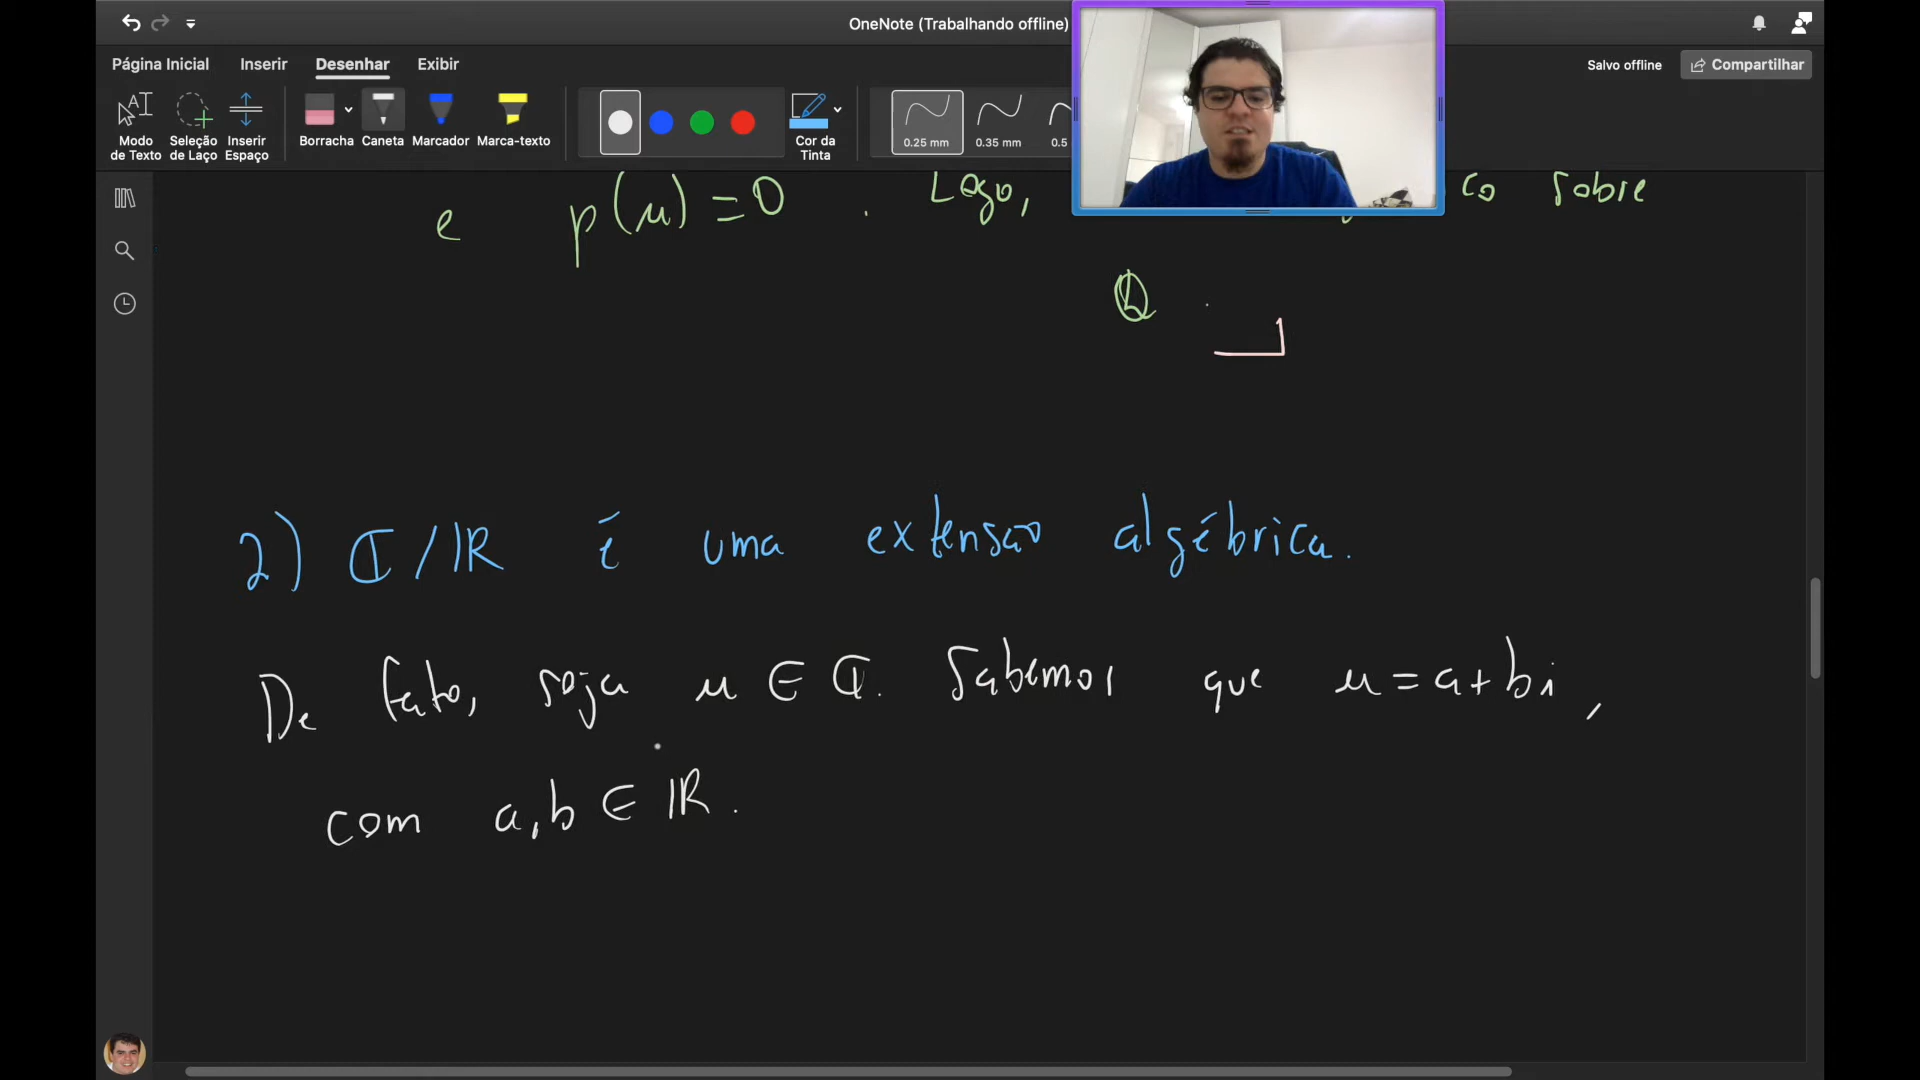 OneNote (Trabalhando offline)
Página Inicial Inserir Desenhar Exibir
Salvo offline Compartilhar
Modo de Texto Seleção de Laço Inserir Espaço Borracha Caneta Marcador Marca-texto Cor da Tinta 0.25 mm 0.35 mm 0.5
e p(u) = 0 . Logo, co sobre
Q .
2) ℂ/ℝ é uma extensão algébrica.
De fato, seja u ∈ ℂ. Sabemos que u = a + bi,
com a, b ∈ ℝ.